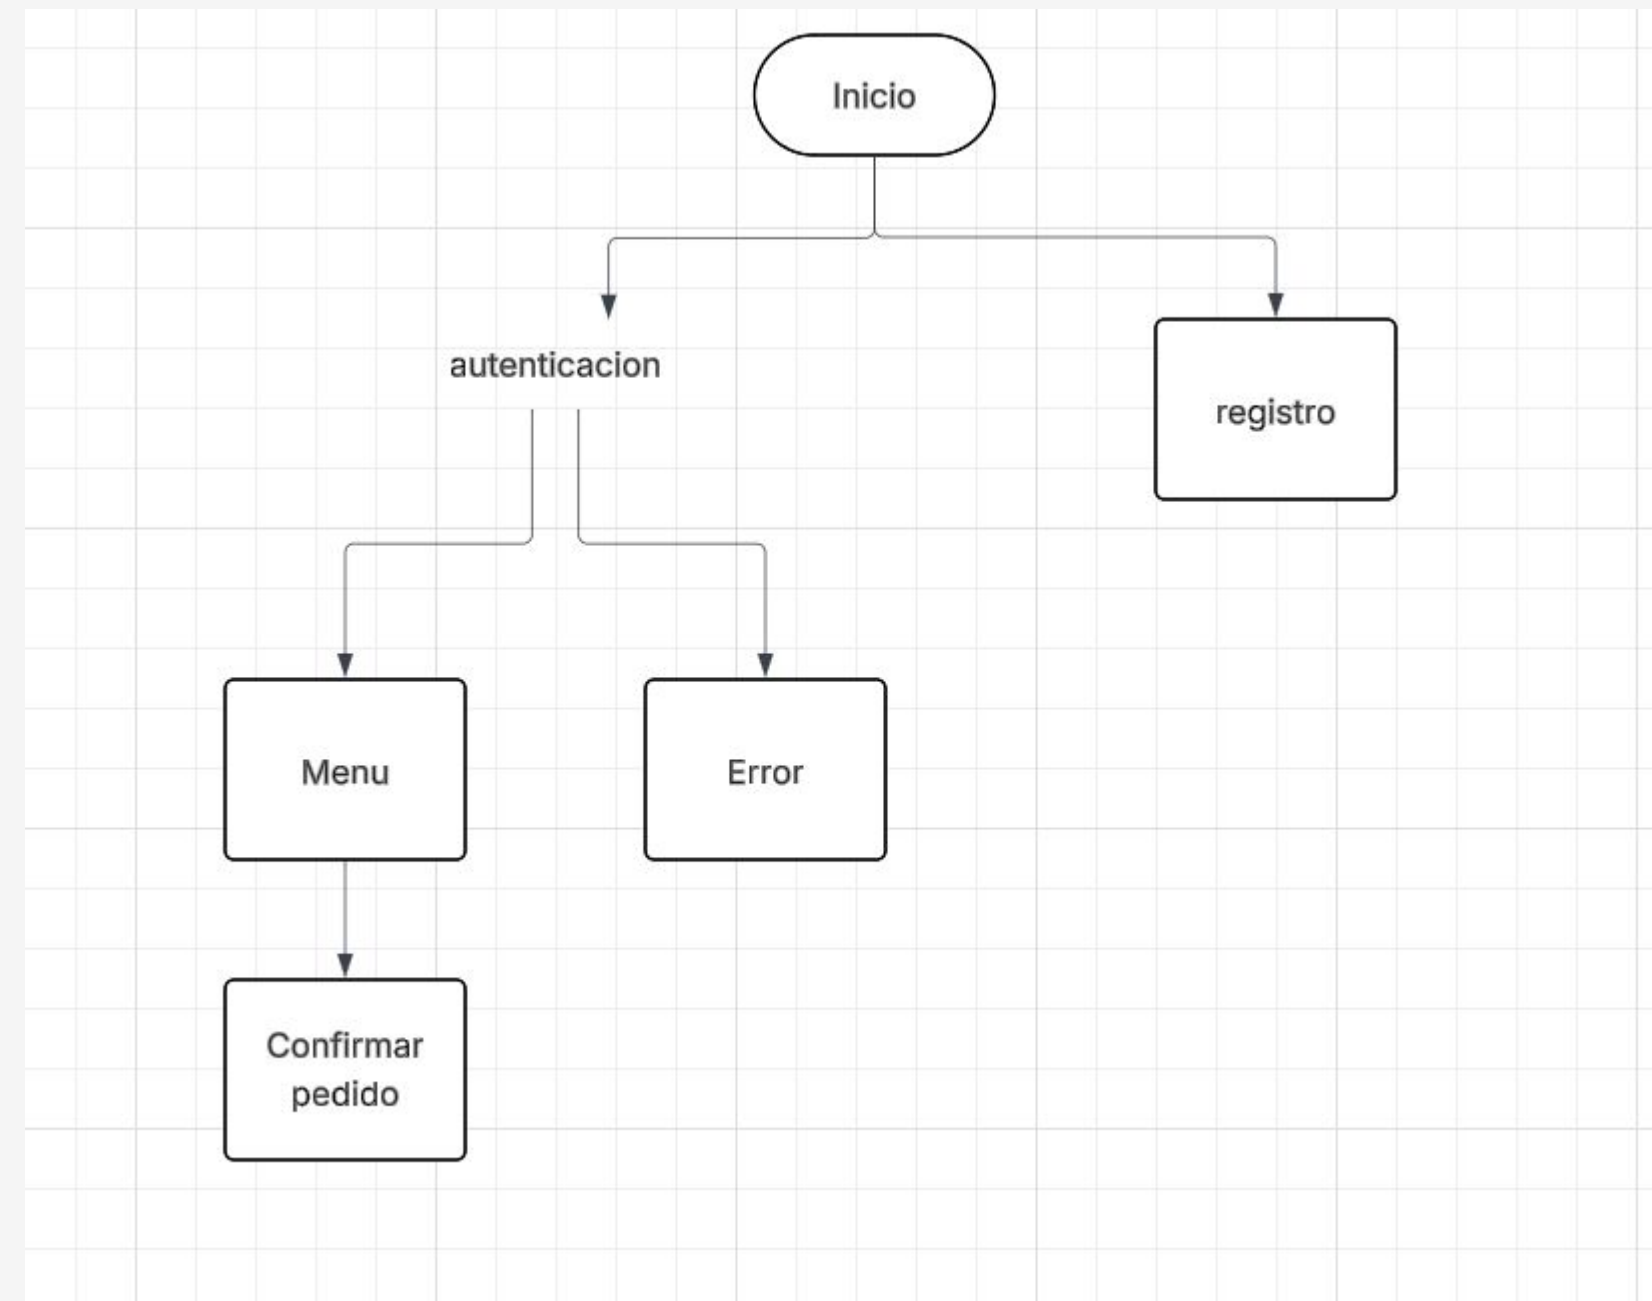 Inicio
autenticacion
registro
Menu
Error
Confirmar
pedido